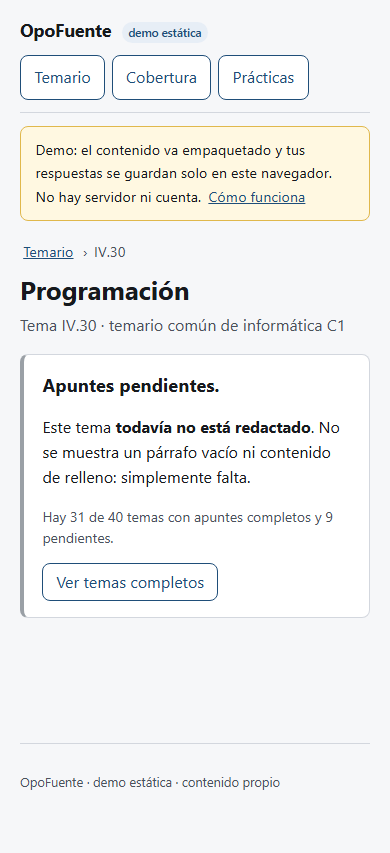 OpoFuente demo estática
Temario Cobertura Prácticas
Demo: el contenido va empaquetado y tus
respuestas se guardan solo en este navegador.
No hay servidor ni cuenta. Cómo funciona
Temario › IV.30
Programación
Tema IV.30 · temario común de informática C1
Apuntes pendientes.
Este tema todavía no está redactado. No
se muestra un párrafo vacío ni contenido
de relleno: simplemente falta.
Hay 31 de 40 temas con apuntes completos y 9
pendientes.
Ver temas completos
OpoFuente · demo estática · contenido propio